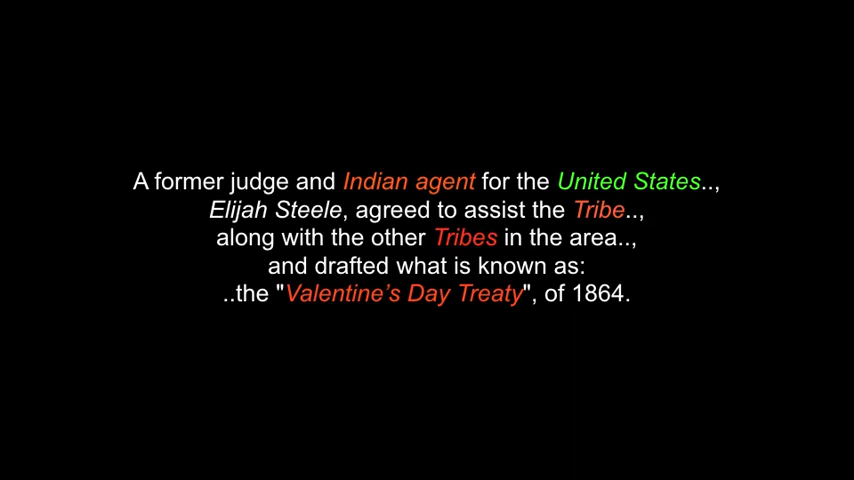 A former judge and Indian agent for the United States..,
Elijah Steele, agreed to assist the Tribe..,
along with the other Tribes in the area..,
and drafted what is known as:
..the "Valentine’s Day Treaty", of 1864.